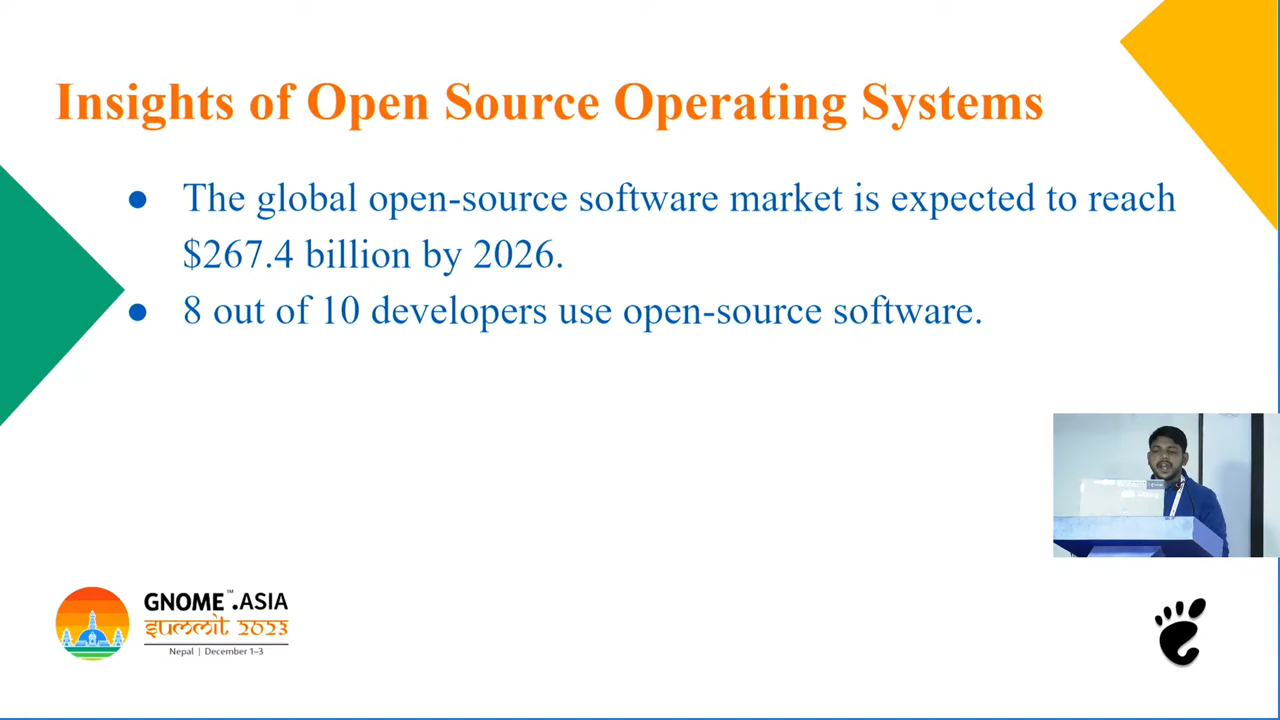 Insights of Open Source Operating Systems
● The global open-source software market is expected to reach
$267.4 billion by 2026.
● 8 out of 10 developers use open-source software.
GNOME™.ASIA
summit 2023
Nepal | December 1–3